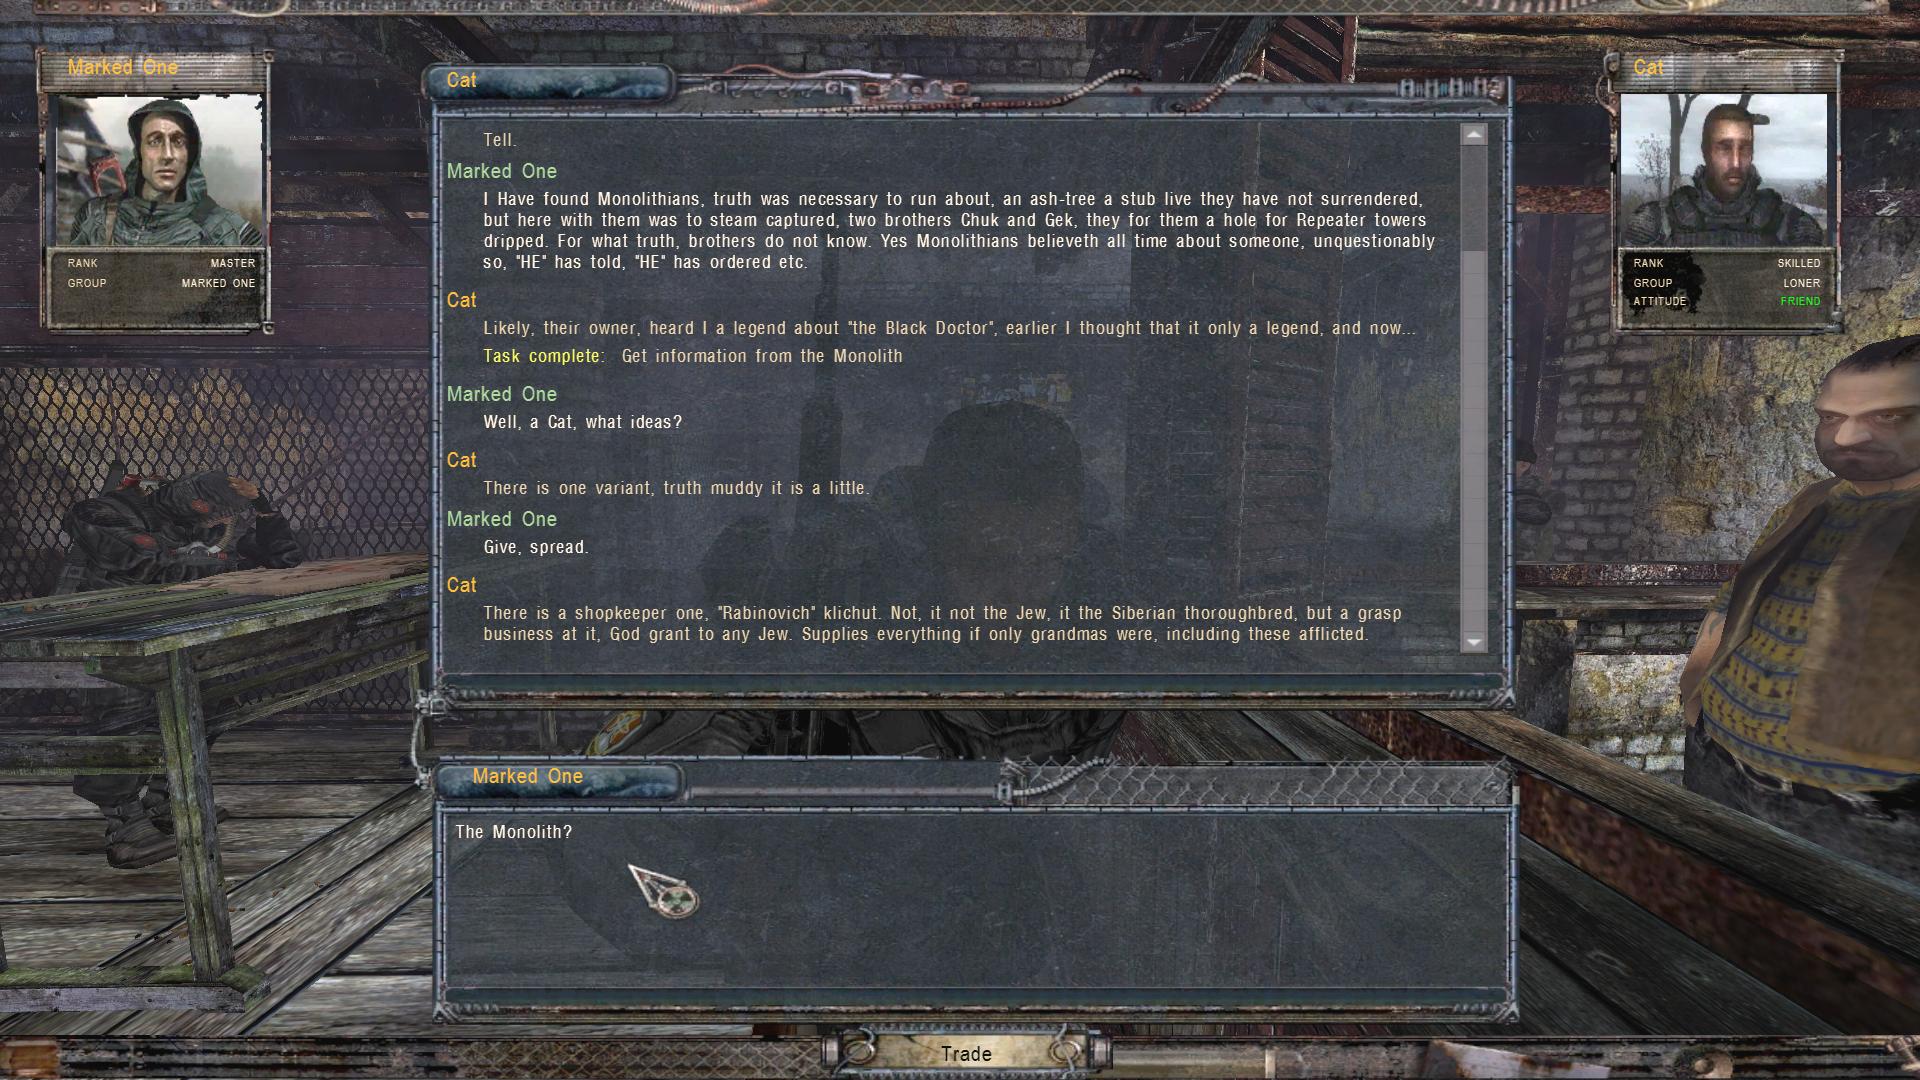 Marked One
Cat
Cat
Tell.
Marked One
I Have found Monolithians, truth was necessary to run about, an ash-tree a stub live they have not surrendered,
but here with them was to steam captured, two brothers Chuk and Gek, they for them a hole for Repeater towers
dripped. For what truth, brothers do not know. Yes Monolithians believeth all time about someone, unquestionably
so, "HE" has told, "HE" has ordered etc.
Cat
Likely, their owner, heard I a legend about "the Black Doctor", earlier I thought that it only a legend, and now...
Task complete: Get information from the Monolith
Marked One
Well, a Cat, what ideas?
Cat
There is one variant, truth muddy it is a little.
Marked One
Give, spread.
Cat
There is a shopkeeper one, "Rabinovich" klichut. Not, it not the Jew, it the Siberian thoroughbred, but a grasp
business at it, God grant to any Jew. Supplies everything if only grandmas were, including these afflicted.
RANK MASTER
GROUP MARKED ONE
RANK SKILLED
GROUP LONER
ATTITUDE FRIEND
Marked One
The Monolith?
Trade